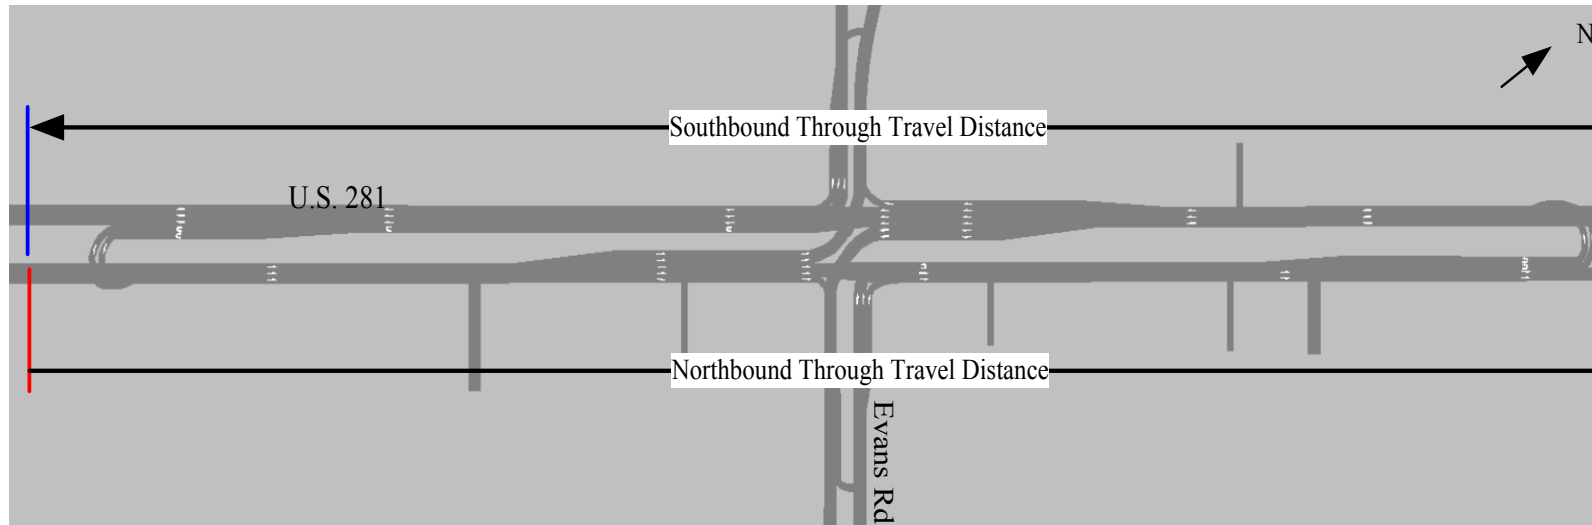 N
Southbound Through Travel Distance
U.S. 281
Northbound Through Travel Distance
Evans Rd